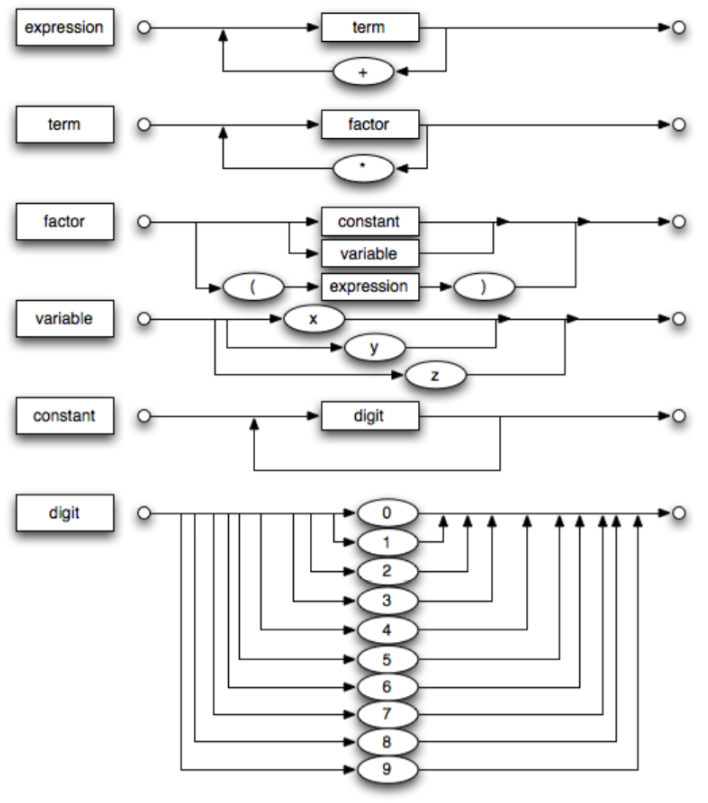 expression term
+
term factor
*
factor constant
variable
( expression )
variable x
y
z
constant digit
digit 0
1
2
3
4
5
6
7
8
9